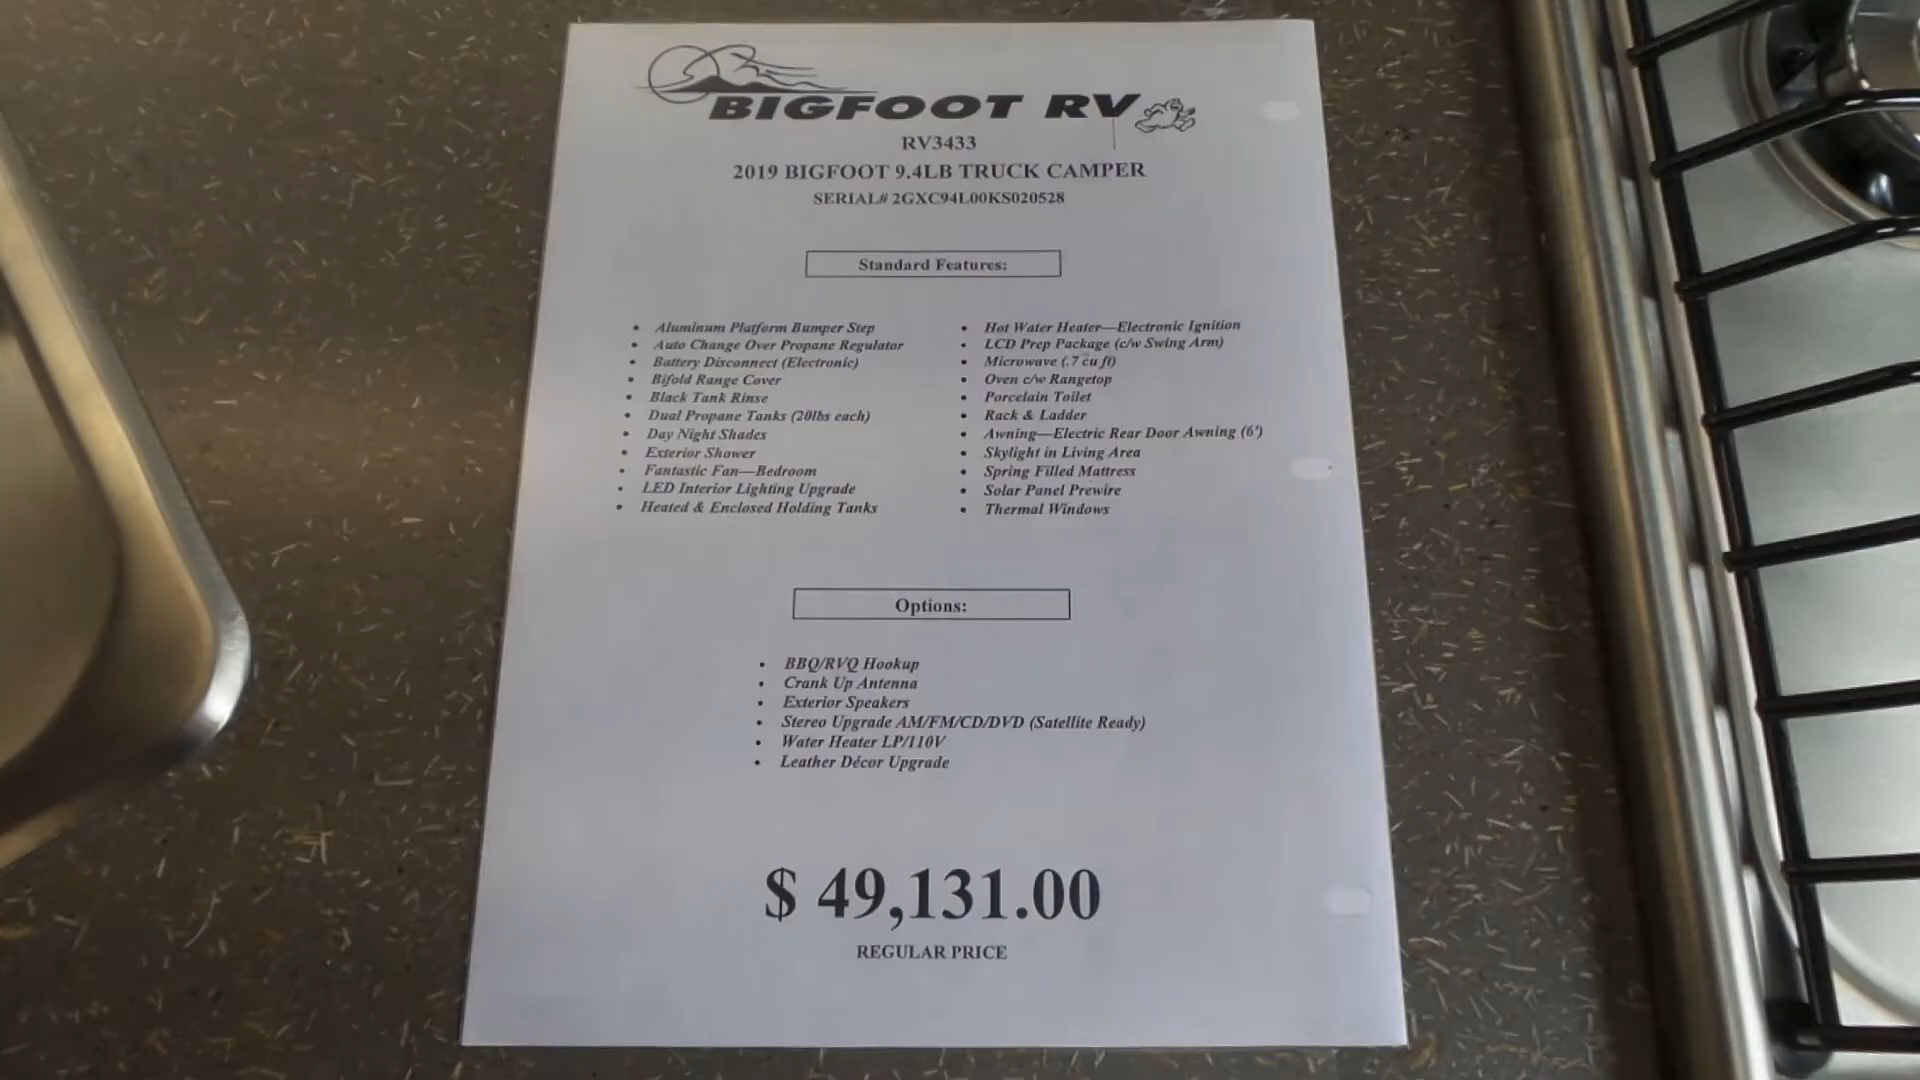 BIGFOOT RV
RV3433
2019 BIGFOOT 9.4LB TRUCK CAMPER
SERIAL# 2GXC94L00KS020528
Standard Features:
• Aluminum Platform Bumper Step
• Auto Change Over Propane Regulator
• Battery Disconnect (Electronic)
• Bifold Range Cover
• Black Tank Rinse
• Dual Propane Tanks (20lbs each)
• Day Night Shades
• Exterior Shower
• Fantastic Fan—Bedroom
• LED Interior Lighting Upgrade
• Heated & Enclosed Holding Tanks
• Hot Water Heater—Electronic Ignition
• LCD Prep Package (c/w Swing Arm)
• Microwave (.7 cu ft)
• Oven c/w Rangetop
• Porcelain Toilet
• Rack & Ladder
• Awning—Electric Rear Door Awning (6')
• Skylight in Living Area
• Spring Filled Mattress
• Solar Panel Prewire
• Thermal Windows
Options:
• BBQ/RVQ Hookup
• Crank Up Antenna
• Exterior Speakers
• Stereo Upgrade AM/FM/CD/DVD (Satellite Ready)
• Water Heater LP/110V
• Leather Décor Upgrade
$ 49,131.00
REGULAR PRICE